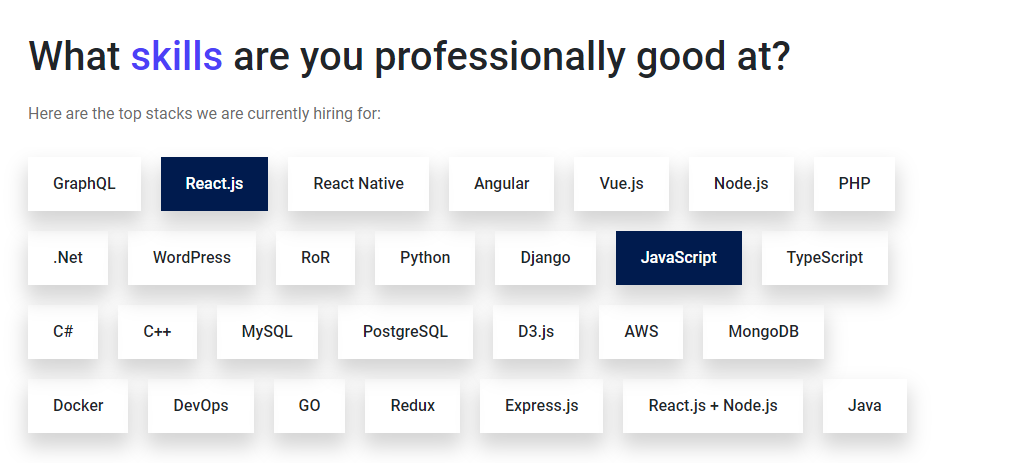 What skills are you professionally good at?
Here are the top stacks we are currently hiring for:
GraphQL React.js React Native Angular Vue.js Node.js PHP
.Net WordPress RoR Python Django JavaScript TypeScript
C# C++ MySQL PostgreSQL D3.js AWS MongoDB
Docker DevOps GO Redux Express.js React.js + Node.js Java